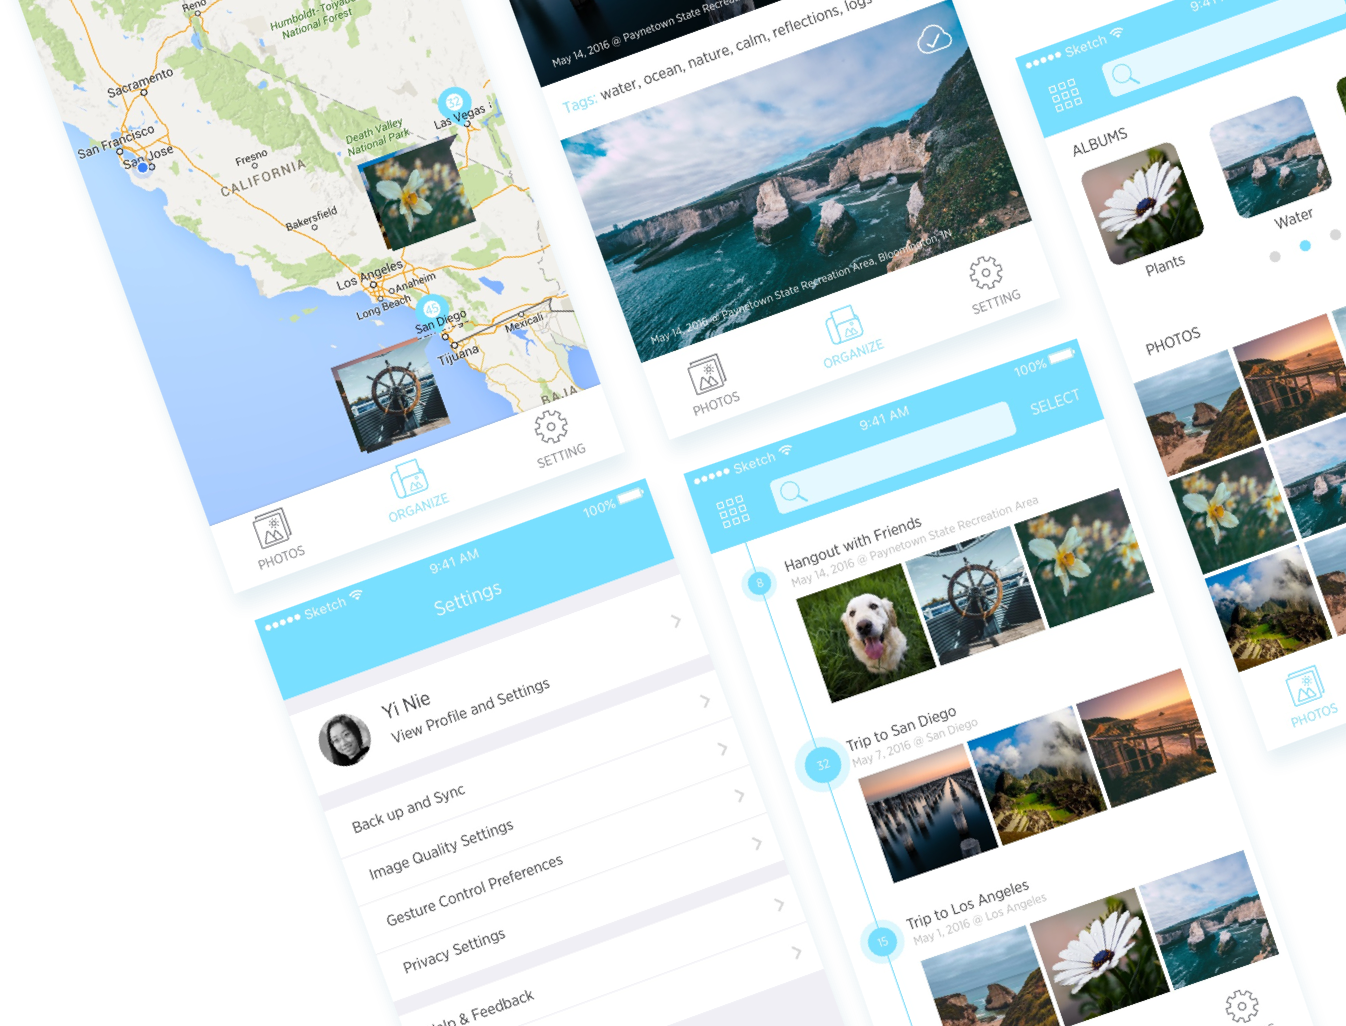 Reno
Humboldt-Toiyabe
National Forest
Sacramento
32
Las Vegas
San Francisco
San Jose
Death Valley
National Park
Fresno
CALIFORNIA
Bakersfield
Los Angeles
Anaheim
Long Beach
45
San Diego
Mexicali
Tijuana
BAJA
PHOTOS
ORGANIZE
SETTING
May 14, 2016 @ Paynetown State Recrea
Tags: water, ocean, nature, calm, reflections, logs
May 14, 2016 @ Paynetown State Recreation Area, Bloomington, IN
PHOTOS
ORGANIZE
SETTING
Sketch
9:41
ALBUMS
Plants
Water
PHOTOS
PHOTOS
Sketch
9:41 AM
100%
Settings
Yi Nie
View Profile and Settings
Back up and Sync
Image Quality Settings
Gesture Control Preferences
Privacy Settings
elp & Feedback
Sketch
9:41 AM
100%
SELECT
8
Hangout with Friends
May 14, 2016 @ Paynetown State Recreation Area
32
Trip to San Diego
May 7, 2016 @ San Diego
15
Trip to Los Angeles
May 1, 2016 @ Los Angeles